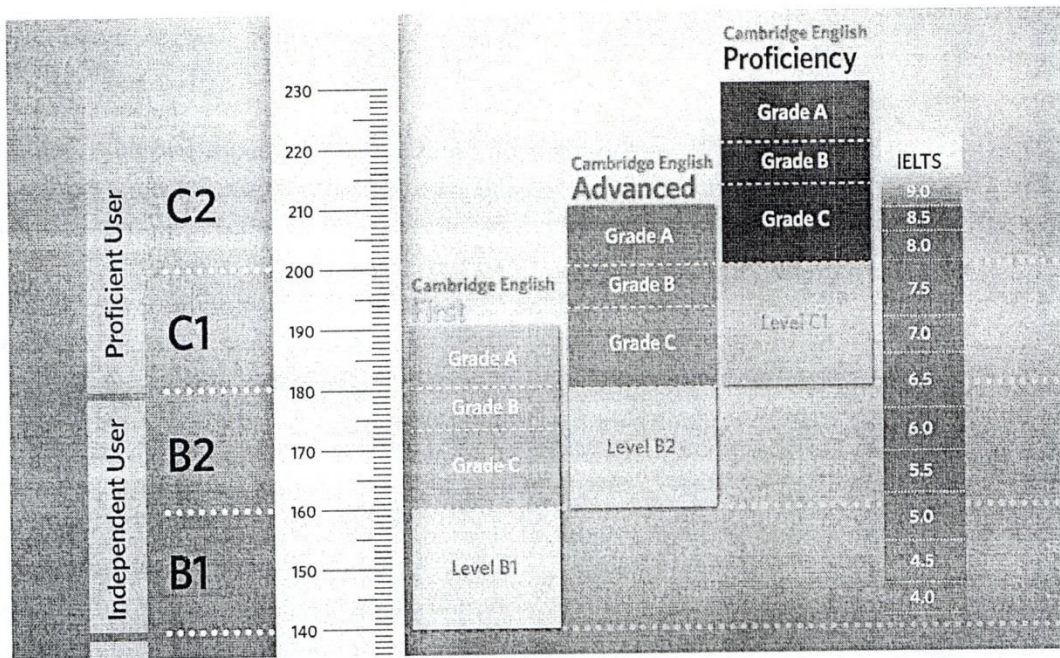 Proficient User
Independent User
C2
C1
B2
B1
230
220
210
200
190
180
170
160
150
140
Cambridge English
First
Grade A
Grade B
Grade C
Level B1
Cambridge English
Advanced
Grade A
Grade B
Grade C
Level B2
Cambridge English
Proficiency
Grade A
Grade B
Grade C
Level C1
IELTS
9.0
8.5
8.0
7.5
7.0
6.5
6.0
5.5
5.0
4.5
4.0